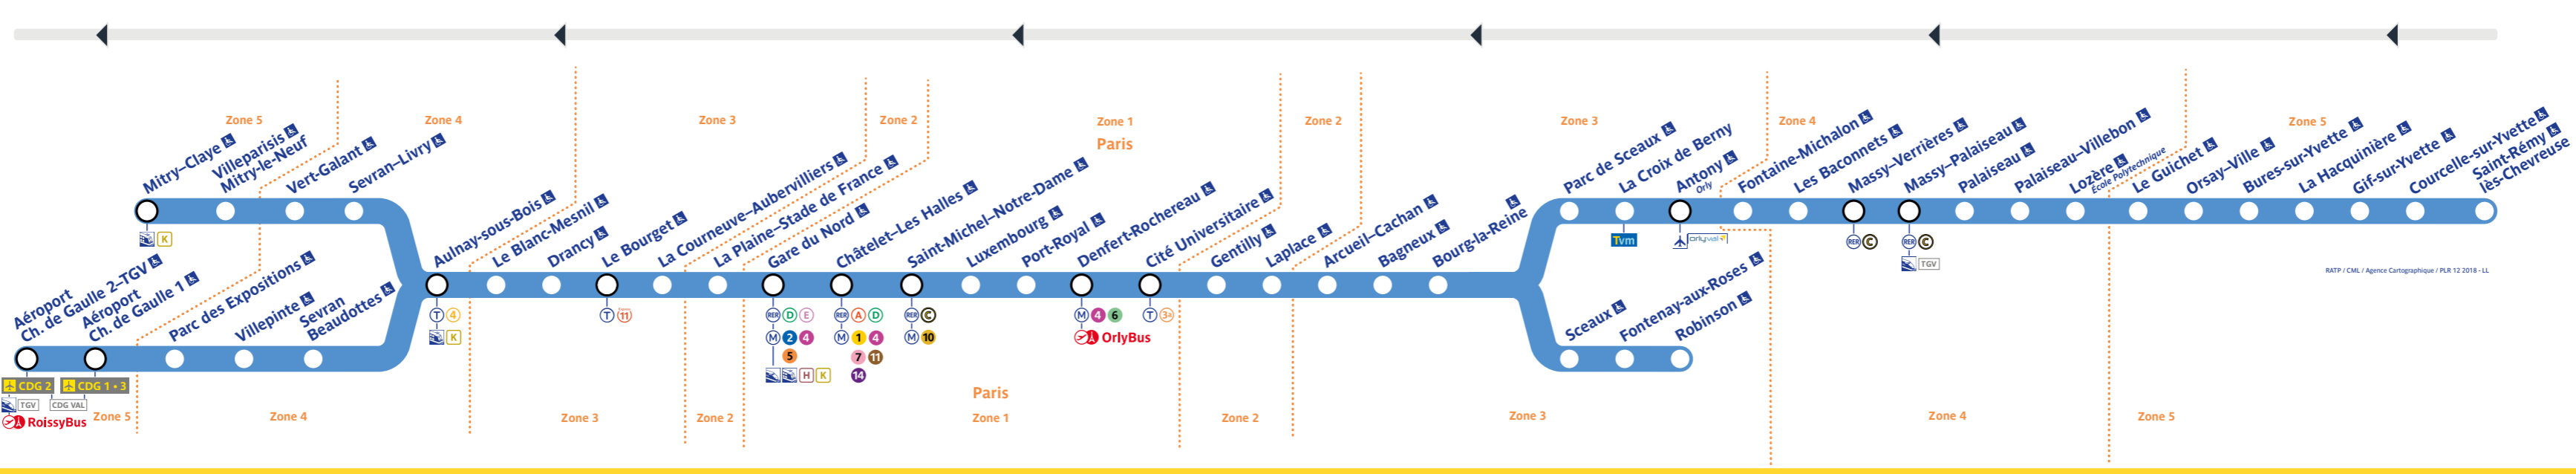 Zone 5
Zone 4
Zone 3
Zone 2
Zone 1
Paris
Zone 2
Zone 3
Zone 4
Zone 5
Mitry–Claye
Villeparisis
Mitry-le-Neuf
Vert-Galant
Sevran–Livry
K
Aéroport
Ch. de Gaulle 2–TGV
Aéroport
Ch. de Gaulle 1
Parc des Expositions
Villepinte
Sevran
Beaudottes
CDG 2
CDG 1 • 3
TGV
CDG VAL
RoissyBus
Aulnay-sous-Bois
T 4
K
Le Blanc-Mesnil
Drancy
Le Bourget
T 11
La Courneuve–Aubervilliers
La Plaine–Stade de France
Gare du Nord
RER D E
M 2 4
5
H K
Châtelet–Les Halles
RER A D
M 1 4
7 11
14
Saint-Michel–Notre-Dame
RER C
M 10
Luxembourg
Port-Royal
Denfert-Rochereau
M 4 6
OrlyBus
Cité Universitaire
T 3a
Gentilly
Laplace
Arcueil–Cachan
Bagneux
Bourg-la-Reine
Parc de Sceaux
La Croix de Berny
Tvm
Antony
Orly
orlyval
Fontaine-Michalon
Les Baconnets
Massy–Verrières
RER C
Massy–Palaiseau
RER C
TGV
Palaiseau
Palaiseau–Villebon
Lozère
École Polytechnique
Le Guichet
Orsay–Ville
Bures-sur-Yvette
La Hacquinière
Gif-sur-Yvette
Courcelle-sur-Yvette
Saint-Rémy
lès-Chevreuse
Sceaux
Fontenay-aux-Roses
Robinson
RATP / CML / Agence Cartographique / PLR 12 2018 - LL
Zone 5
Zone 4
Zone 3
Zone 2
Paris
Zone 1
Zone 2
Zone 3
Zone 4
Zone 5